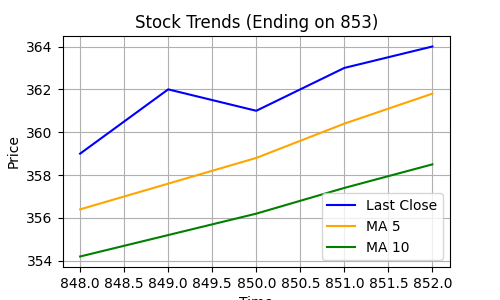 Stock Trends (Ending on 853)
364
362
360
358
356
354
Price
Last Close
MA 5
MA 10
848.0 848.5 849.0 849.5 850.0 850.5 851.0 851.5 852.0
Time